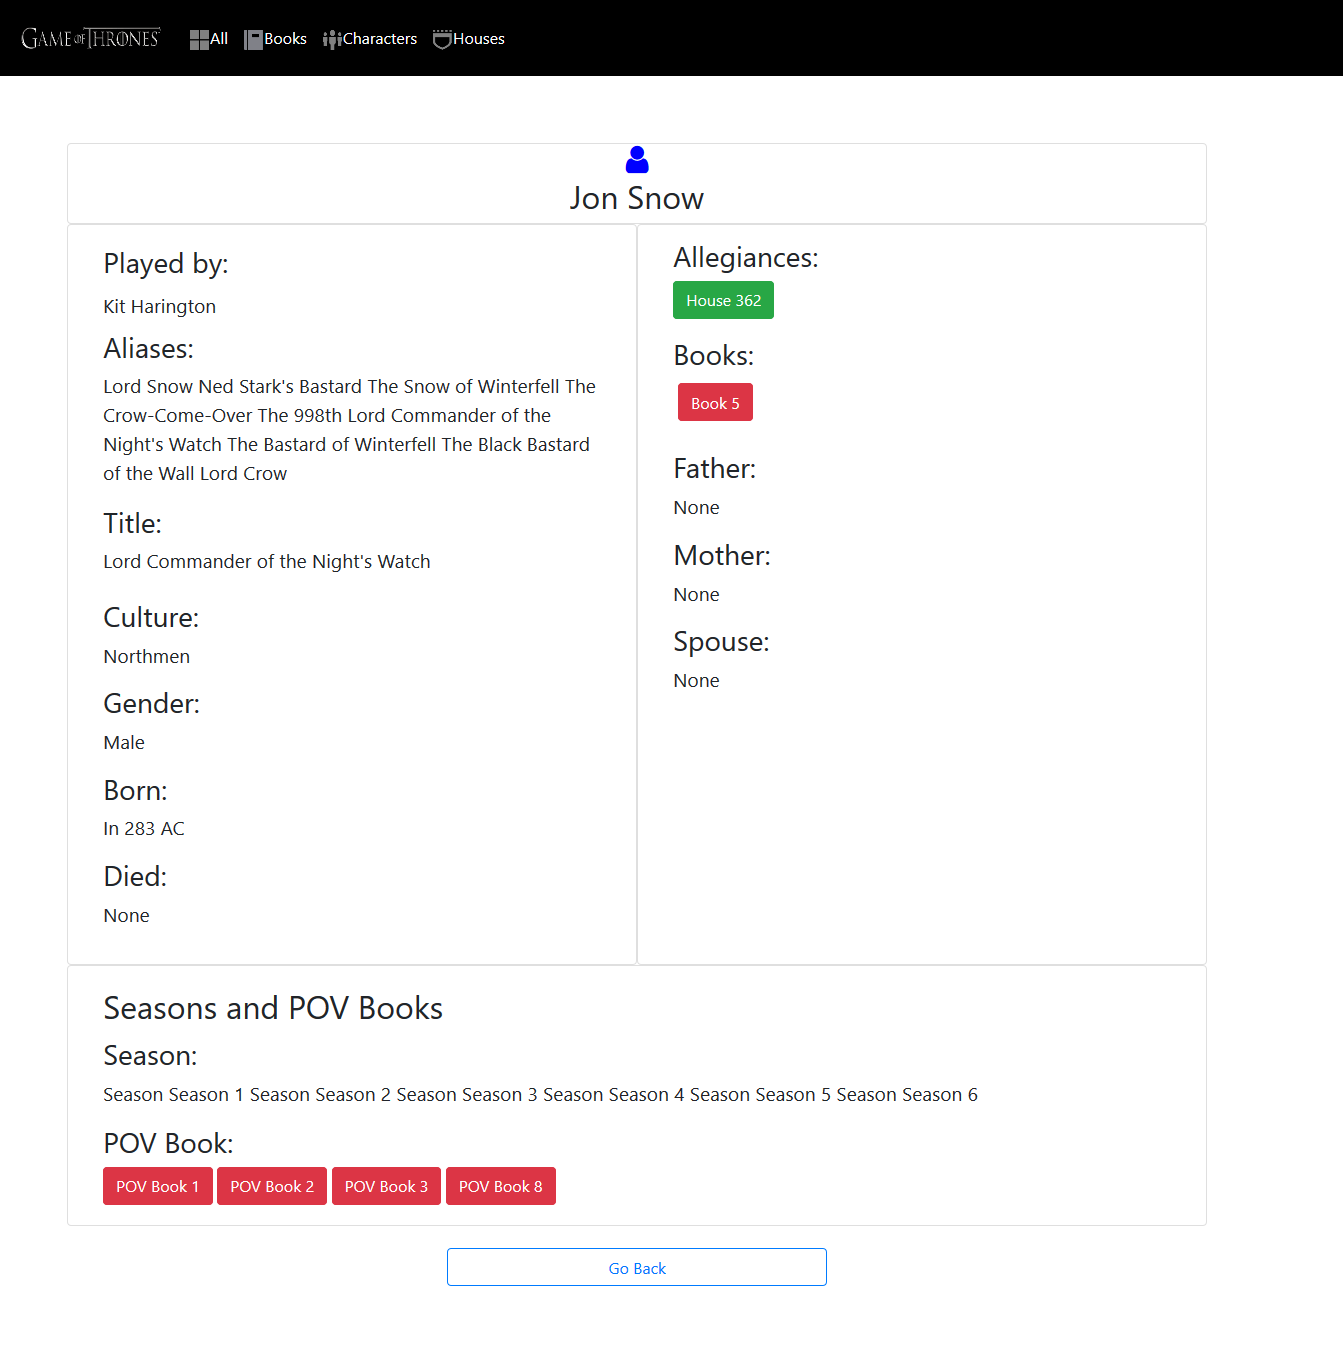 GAME OF THRONES All Books Characters Houses
Jon Snow
Played by:
Kit Harington
Aliases:
Lord Snow Ned Stark's Bastard The Snow of Winterfell The
Crow-Come-Over The 998th Lord Commander of the
Night's Watch The Bastard of Winterfell The Black Bastard
of the Wall Lord Crow
Title:
Lord Commander of the Night's Watch
Culture:
Northmen
Gender:
Male
Born:
In 283 AC
Died:
None
Allegiances:
House 362
Books:
Book 5
Father:
None
Mother:
None
Spouse:
None
Seasons and POV Books
Season:
Season Season 1 Season Season 2 Season Season 3 Season Season 4 Season Season 5 Season Season 6
POV Book:
POV Book 1 POV Book 2 POV Book 3 POV Book 8
Go Back